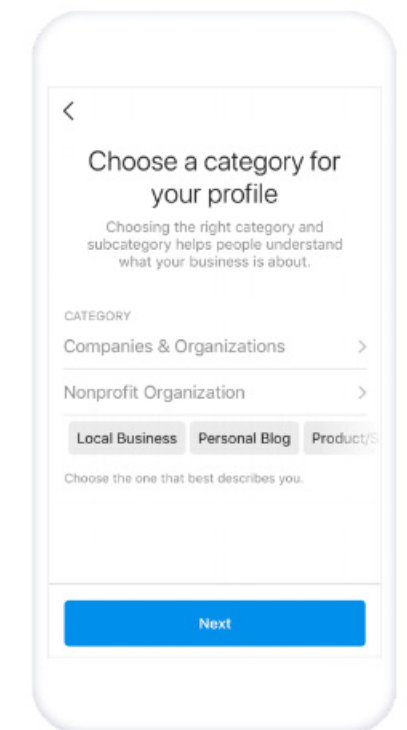 Choose a category for
your profile
Choosing the right category and
subcategory helps people understand
what your business is about.
CATEGORY
Companies & Organizations
Nonprofit Organization
Local Business Personal Blog Product/S
Choose the one that best describes you.
Next